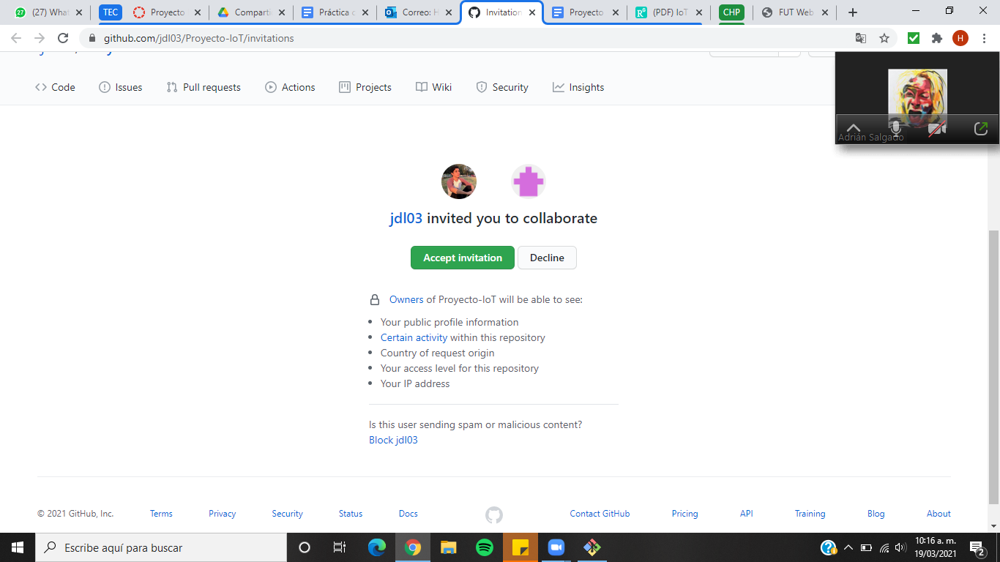 (27) What
TEC
Proyecto
Comparti
Práctica
Correo: H
Invitation
Proyecto
(PDF) IoT
CHP
FUT Web
github.com/jdl03/Proyecto-IoT/invitations
H
Code
Issues
Pull requests
Actions
Projects
Wiki
Security
Insights
Adrián Salgado
jdl03 invited you to collaborate
Accept invitation
Decline
Owners of Proyecto-IoT will be able to see:
Your public profile information
Certain activity within this repository
Country of request origin
Your access level for this repository
Your IP address
Is this user sending spam or malicious content?
Block jdl03
© 2021 GitHub, Inc.
Terms
Privacy
Security
Status
Docs
Contact GitHub
Pricing
API
Training
Blog
About
Escribe aquí para buscar
10:16 a. m.
19/03/2021
2